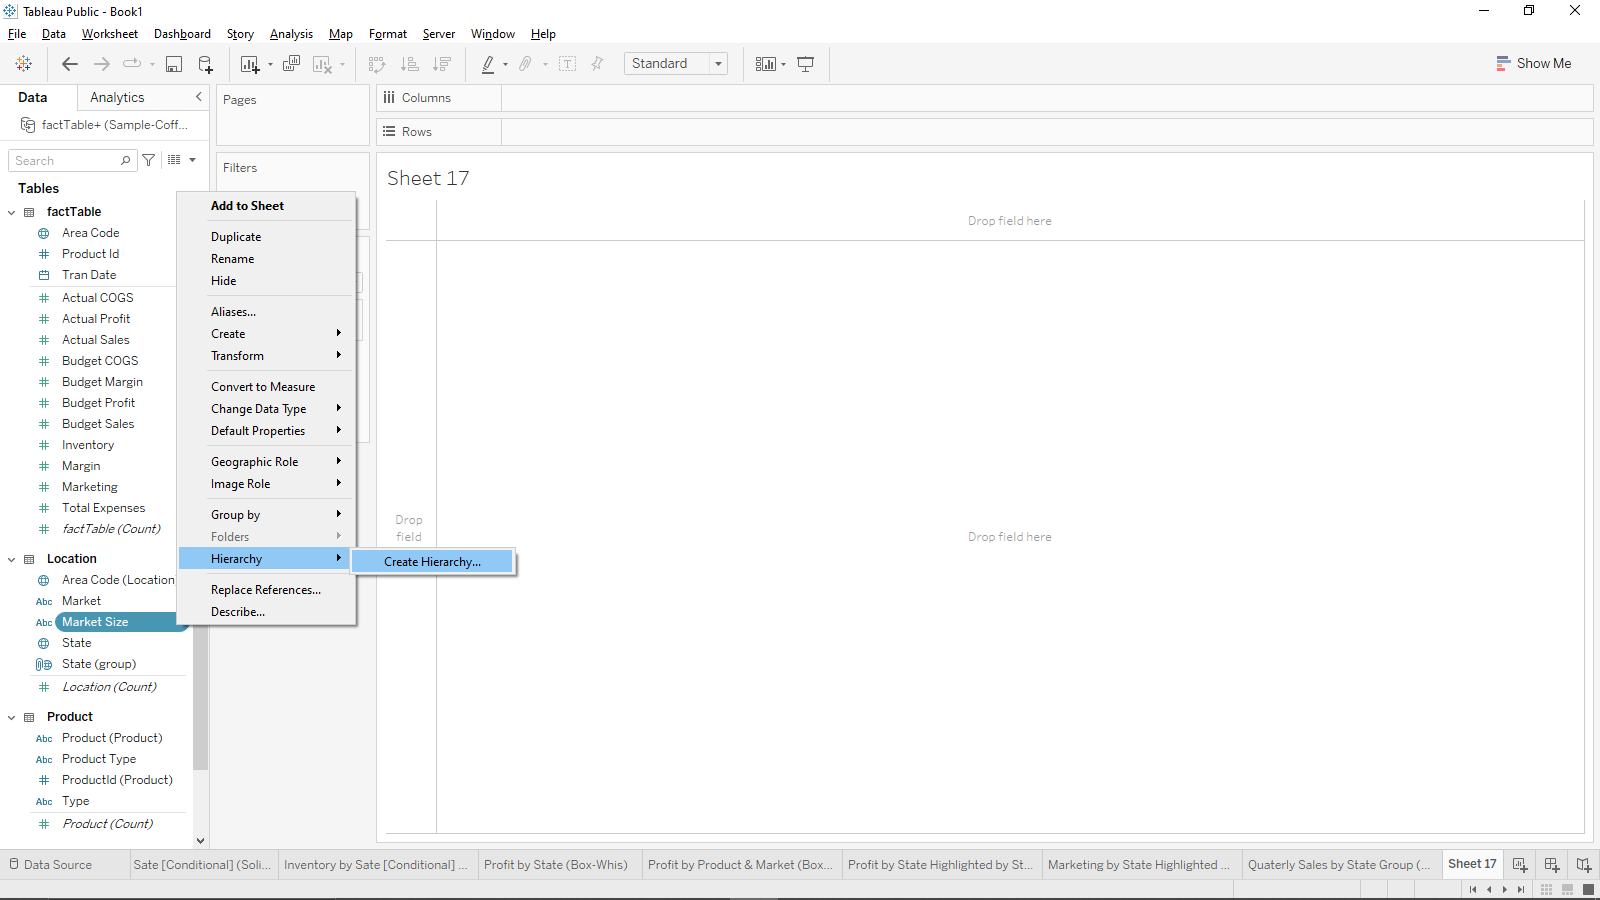 Tableau Public - Book1
File Data Worksheet Dashboard Story Analysis Map Format Server Window Help
Standard
Show Me
Data
Analytics
Pages
Columns
factTable+ (Sample-Coff...
Rows
Search
Filters
Tables
Sheet 17
factTable
Area Code
Product Id
Tran Date
Actual COGS
Actual Profit
Actual Sales
Budget COGS
Budget Margin
Budget Profit
Budget Sales
Inventory
Margin
Marketing
Total Expenses
factTable (Count)
Location
Area Code (Location
Abc Market
Abc Market Size
State
State (group)
Location (Count)
Product
Abc Product (Product)
Abc Product Type
ProductId (Product)
Abc Type
Product (Count)
Add to Sheet
Duplicate
Rename
Hide
Aliases...
Create
Transform
Convert to Measure
Change Data Type
Default Properties
Geographic Role
Image Role
Group by
Folders
Hierarchy
Create Hierarchy...
Replace References...
Describe...
Drop field here
Drop
field
Drop field here
Data Source
Sate [Conditional] (Soli...
Inventory by Sate [Conditional] ...
Profit by State (Box-Whis)
Profit by Product & Market (Box...
Profit by State Highlighted by St...
Marketing by State Highlighted ...
Quaterly Sales by State Group (...
Sheet 17